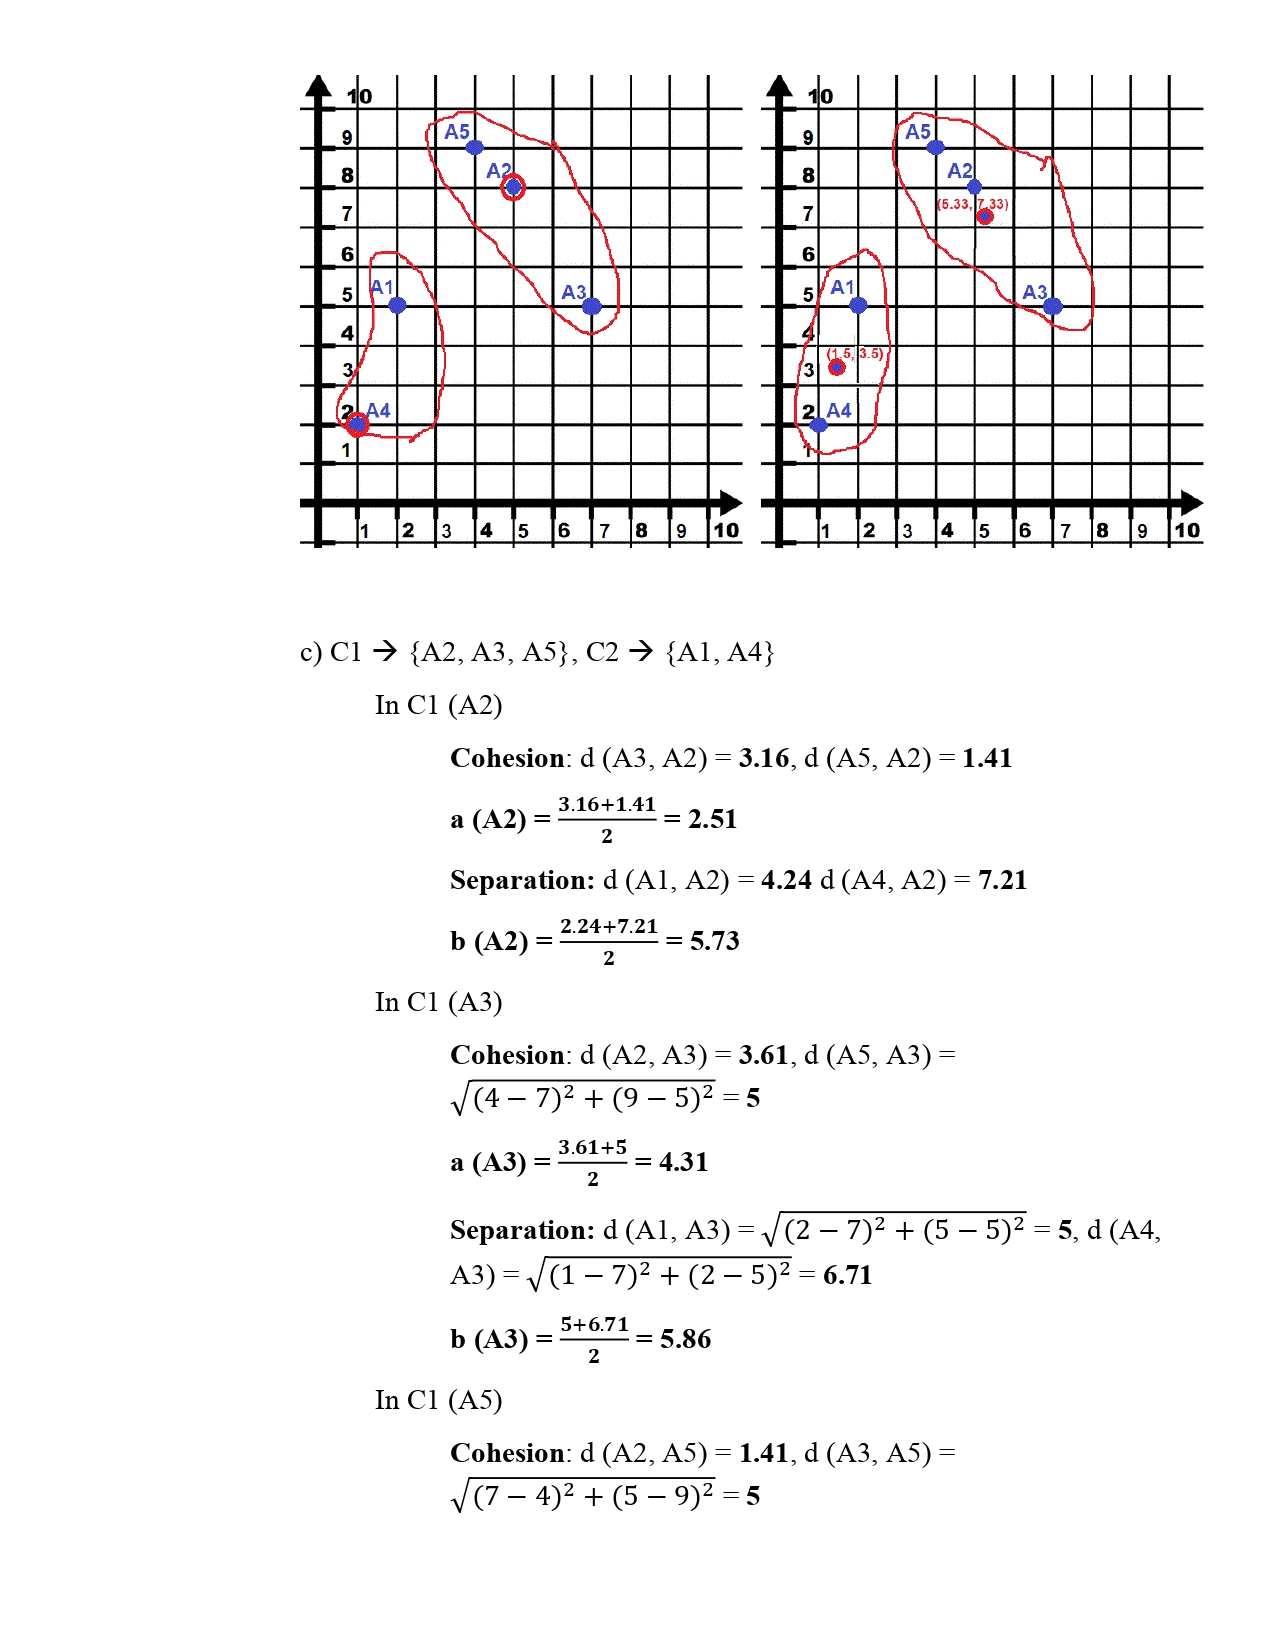 10 10
9 A5 9 A5
8 A2 8 A2
7 7 (5.33, 7.33)
6 6
5 A1 A3 5 A1 A3
4 4
3 3 (1.5, 3.5)
2 A4 2 A4
1 1
1 2 3 4 5 6 7 8 9 10 1 2 3 4 5 6 7 8 9 10
c) C1 → {A2, A3, A5}, C2 → {A1, A4}
In C1 (A2)
Cohesion: d (A3, A2) = 3.16, d (A5, A2) = 1.41
a (A2) = (3.16+1.41)/2 = 2.51
Separation: d (A1, A2) = 4.24 d (A4, A2) = 7.21
b (A2) = (2.24+7.21)/2 = 5.73
In C1 (A3)
Cohesion: d (A2, A3) = 3.61, d (A5, A3) =
√((4 − 7)² + (9 − 5)²) = 5
a (A3) = (3.61+5)/2 = 4.31
Separation: d (A1, A3) = √((2 − 7)² + (5 − 5)²) = 5, d (A4,
A3) = √((1 − 7)² + (2 − 5)²) = 6.71
b (A3) = (5+6.71)/2 = 5.86
In C1 (A5)
Cohesion: d (A2, A5) = 1.41, d (A3, A5) =
√((7 − 4)² + (5 − 9)²) = 5